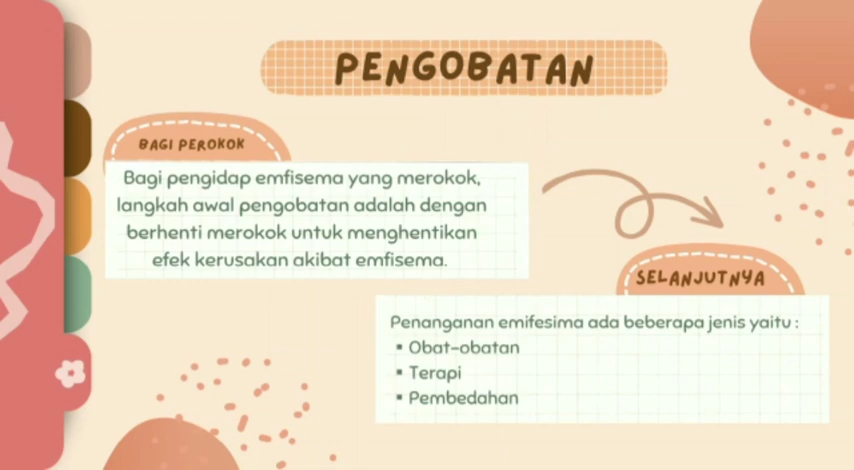 PENGOBATAN
BAGI PEROKOK
Bagi pengidap emfisema yang merokok,
langkah awal pengobatan adalah dengan
berhenti merokok untuk menghentikan
efek kerusakan akibat emfisema.
SELANJUTNYA
Penanganan emifesima ada beberapa jenis yaitu :
▪ Obat-obatan
▪ Terapi
▪ Pembedahan